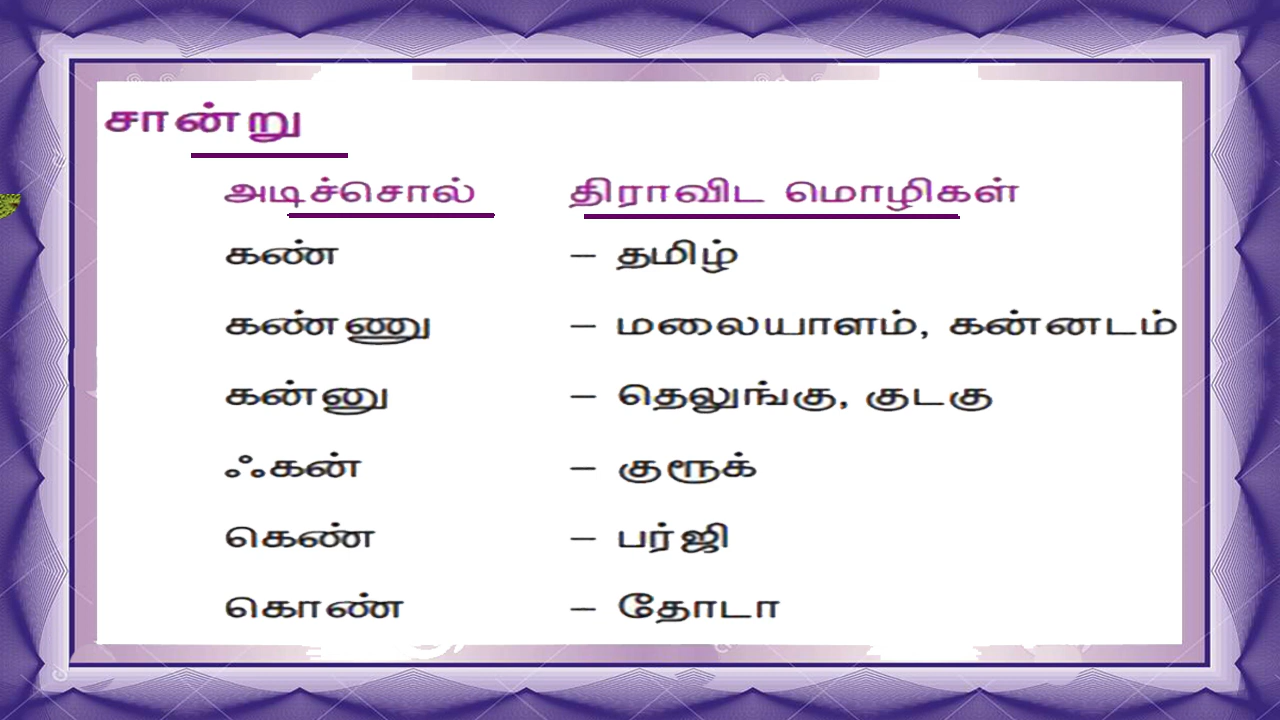 சான்று
அடிச்சொல் திராவிட மொழிகள்
கண் – தமிழ்
கண்ணு – மலையாளம், கன்னடம்
கன்னு – தெலுங்கு, குடகு
ஃகன் – குரூக்
கெண் – பர்ஜி
கொண் – தோடா